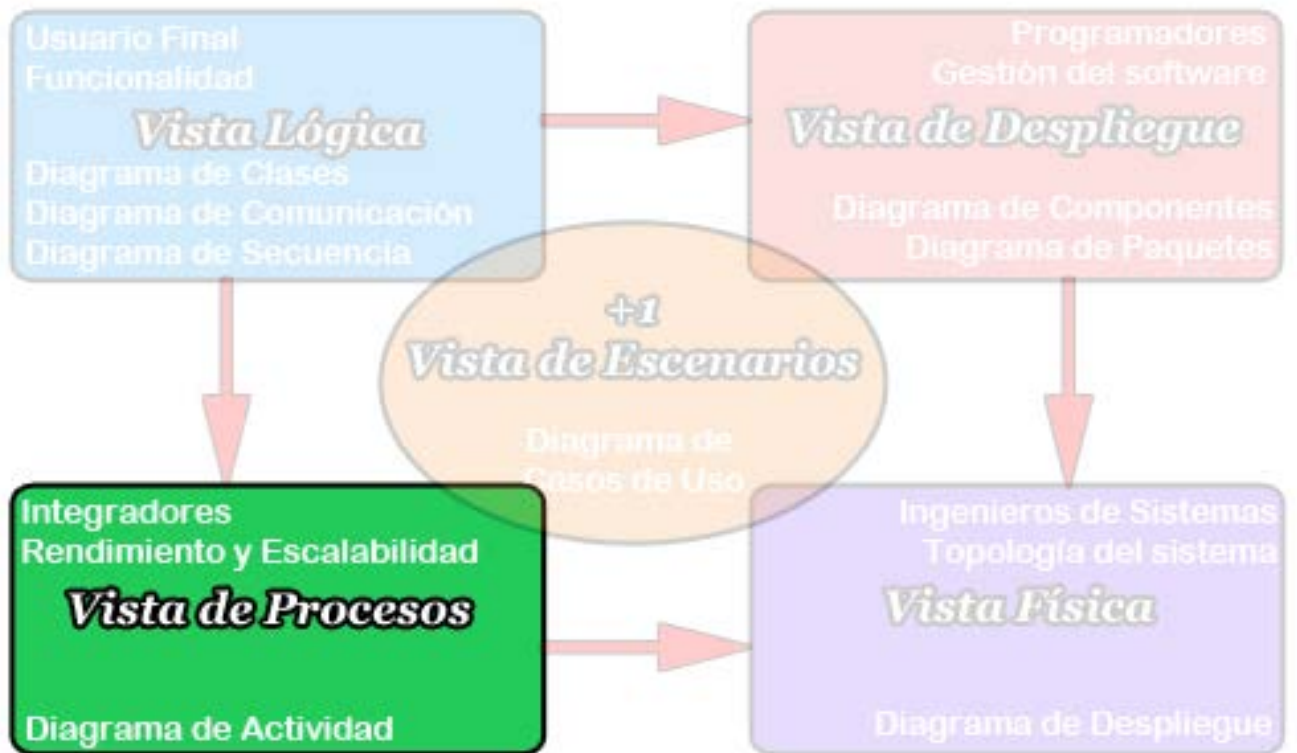 Usuario Final
Funcionalidad
Vista Lógica
Diagrama de Clases
Diagrama de Comunicación
Diagrama de Secuencia
Programadores
Gestión del software
Vista de Despliegue
Diagrama de Componentes
Diagrama de Paquetes
+1
Vista de Escenarios
Diagrama de
Casos de Uso
Integradores
Rendimiento y Escalabilidad
Vista de Procesos
Diagrama de Actividad
Ingenieros de Sistemas
Topología del sistema
Vista Física
Diagrama de Despliegue